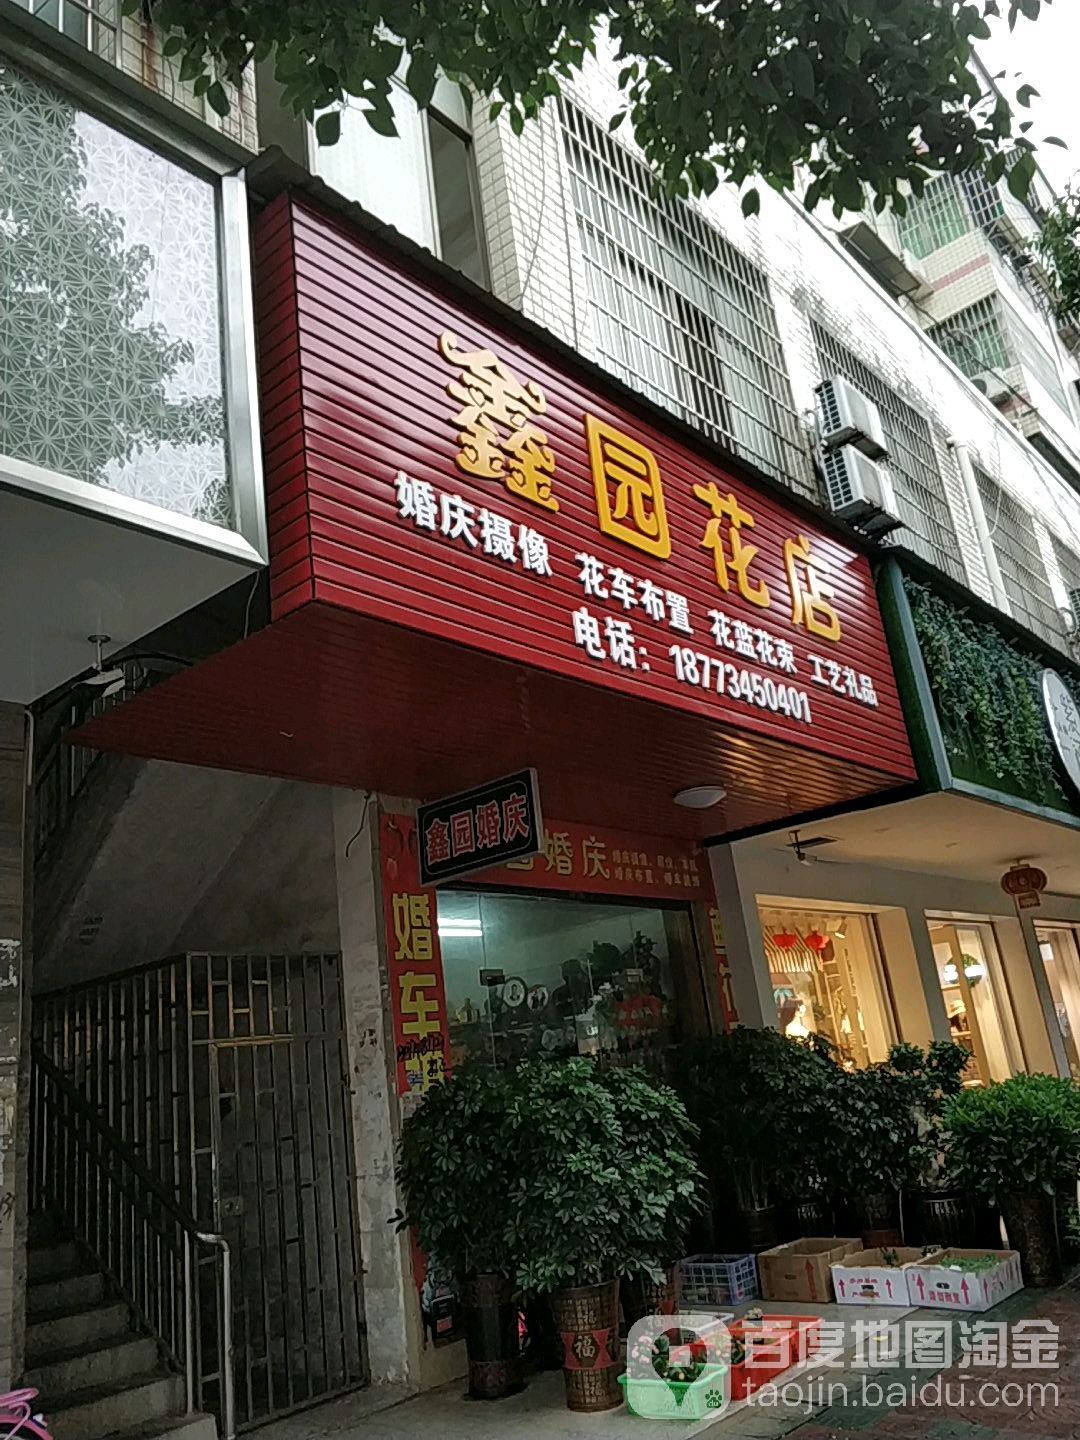 鑫园花店
婚庆摄像 花车布置 花蓝花束 工艺礼品
电话：18773450401
鑫园婚庆
婚庆
婚车
福
百度地图淘金
taojin.baidu.com